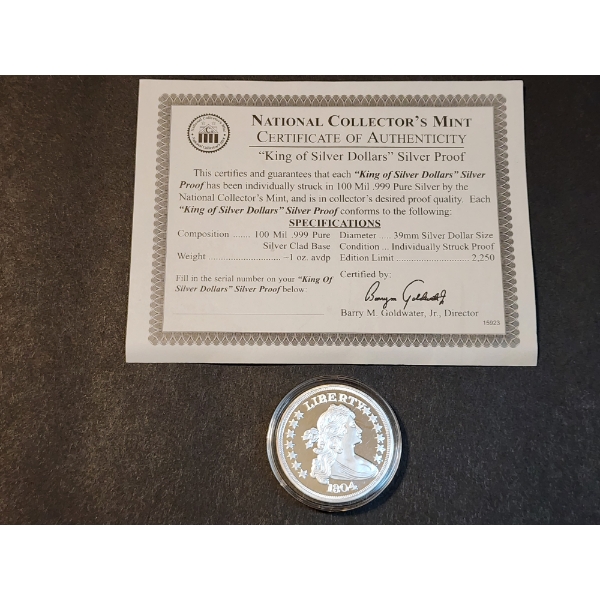 NATIONAL COLLECTOR'S MINT
CERTIFICATE OF AUTHENTICITY
"King of Silver Dollars" Silver Proof
This certifies and guarantees that each "King of Silver Dollars" Silver
Proof has been individually struck in 100 Mil .999 Pure Silver by the
National Collector's Mint, and is in collector's desired proof quality. Each
"King of Silver Dollars" Silver Proof conforms to the following:
SPECIFICATIONS
Composition ....... 100 Mil .999 Pure
Silver Clad Base
Weight ........................ ~1 oz. avdp
Diameter ..... 39mm Silver Dollar Size
Condition ... Individually Struck Proof
Edition Limit ............................ 2,250
Fill in the serial number on your "King Of
Silver Dollars" Silver Proof below:
Certified by:
Barry Goldwater Jr
Barry M. Goldwater, Jr., Director
15923
LIBERTY
1804